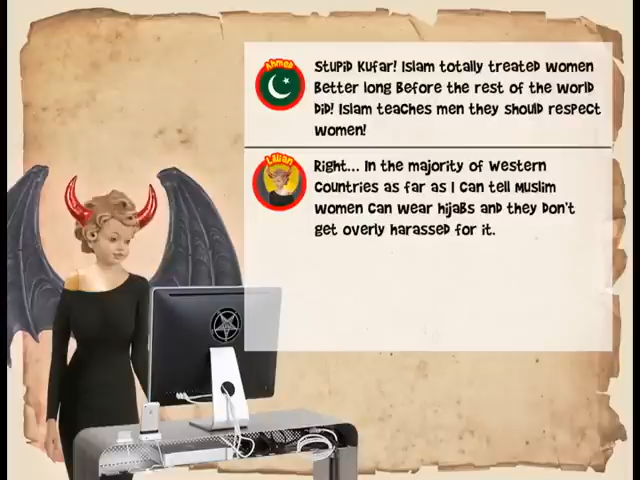 Ahmed
Stupid Kufar! Islam totally treated women
Better long Before the rest of the world
Did! Islam teaches men they should respect
women!
Lilian
Right... In the majority of Western
Countries as far as I can tell Muslim
women can wear hijabs and they don't
get overly harassed for it.